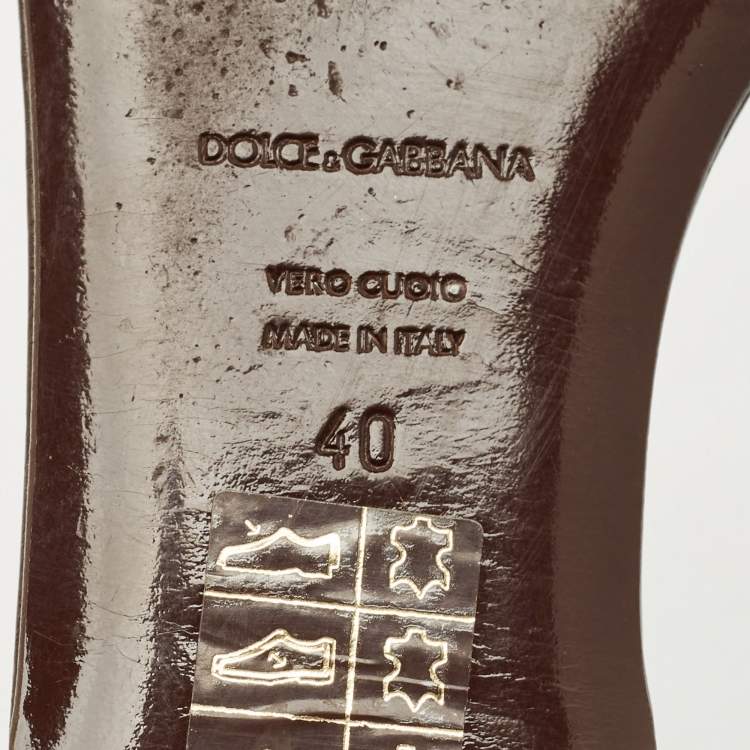 DOLCE & GABBANA
VERO CUOIO
MADE IN ITALY
40